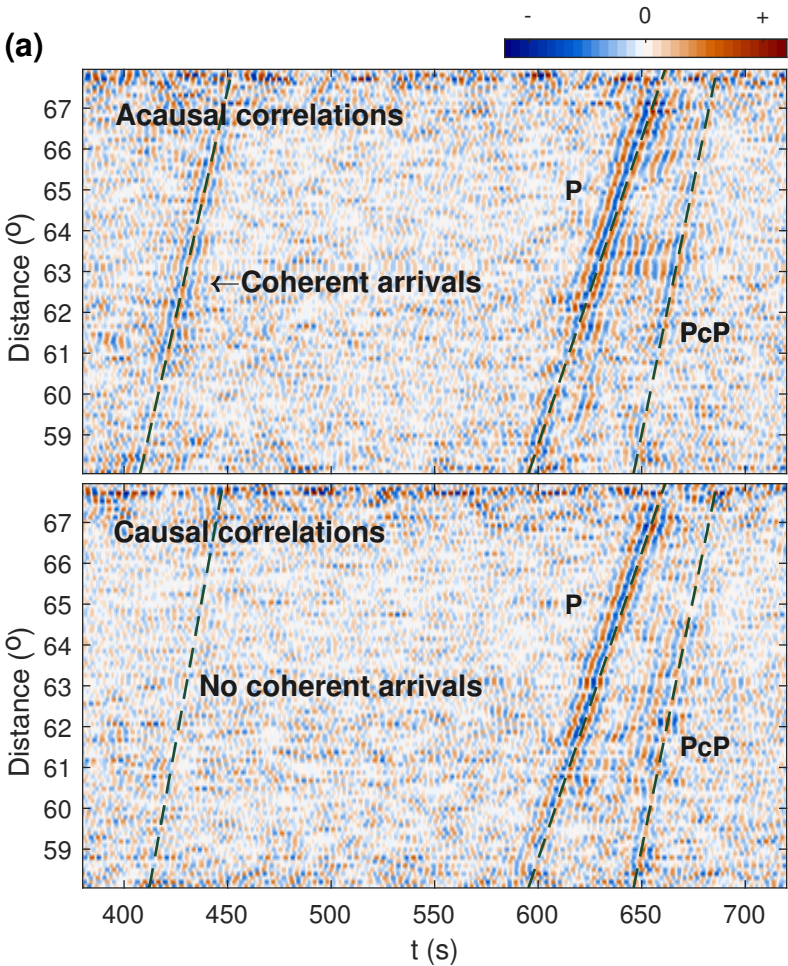 (a)
- 0 +
Acausal correlations
P
←Coherent arrivals
PcP
Distance (º)
67
66
65
64
63
62
61
60
59
Causal correlations
P
No coherent arrivals
PcP
Distance (º)
67
66
65
64
63
62
61
60
59
400 450 500 550 600 650 700
t (s)